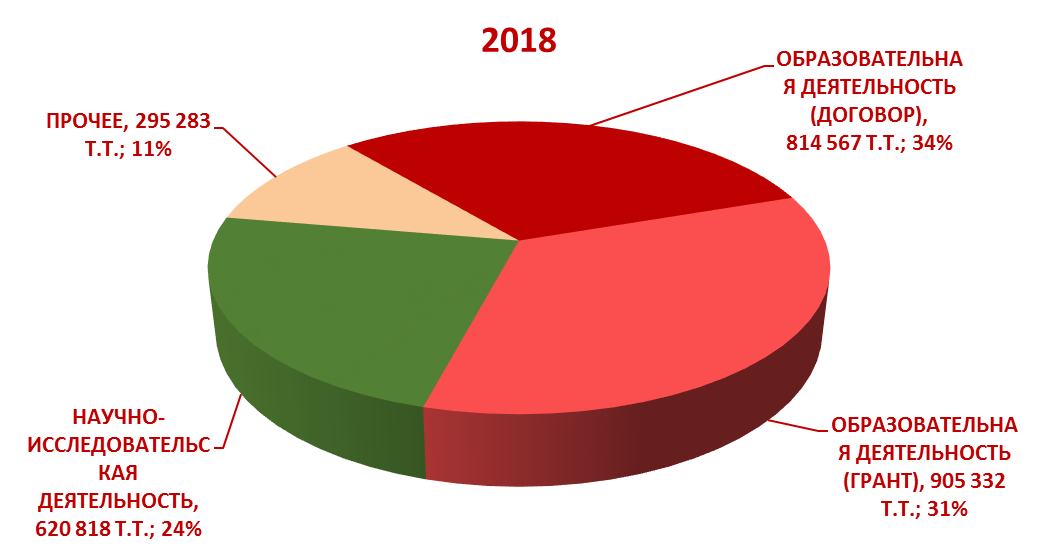 2018
ОБРАЗОВАТЕЛЬНА
Я ДЕЯТЕЛЬНОСТЬ
(ДОГОВОР),
814 567 Т.Т.; 34%
ПРОЧЕЕ, 295 283
Т.Т.; 11%
НАУЧНО-
ИССЛЕДОВАТЕЛЬС
КАЯ
ДЕЯТЕЛЬНОСТЬ,
620 818 Т.Т.; 24%
ОБРАЗОВАТЕЛЬНА
Я ДЕЯТЕЛЬНОСТЬ
(ГРАНТ), 905 332
Т.Т.; 31%